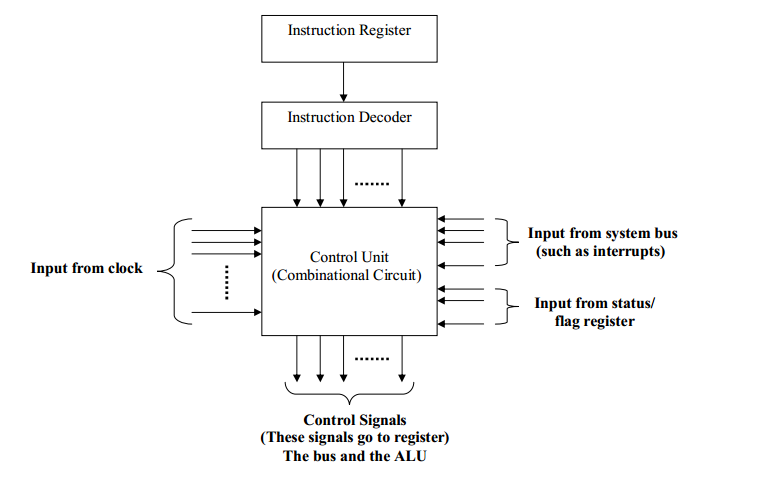 Instruction Register
Instruction Decoder
Control Unit
(Combinational Circuit)
Input from clock
Input from system bus
(such as interrupts)
Input from status/
flag register
Control Signals
(These signals go to register)
The bus and the ALU